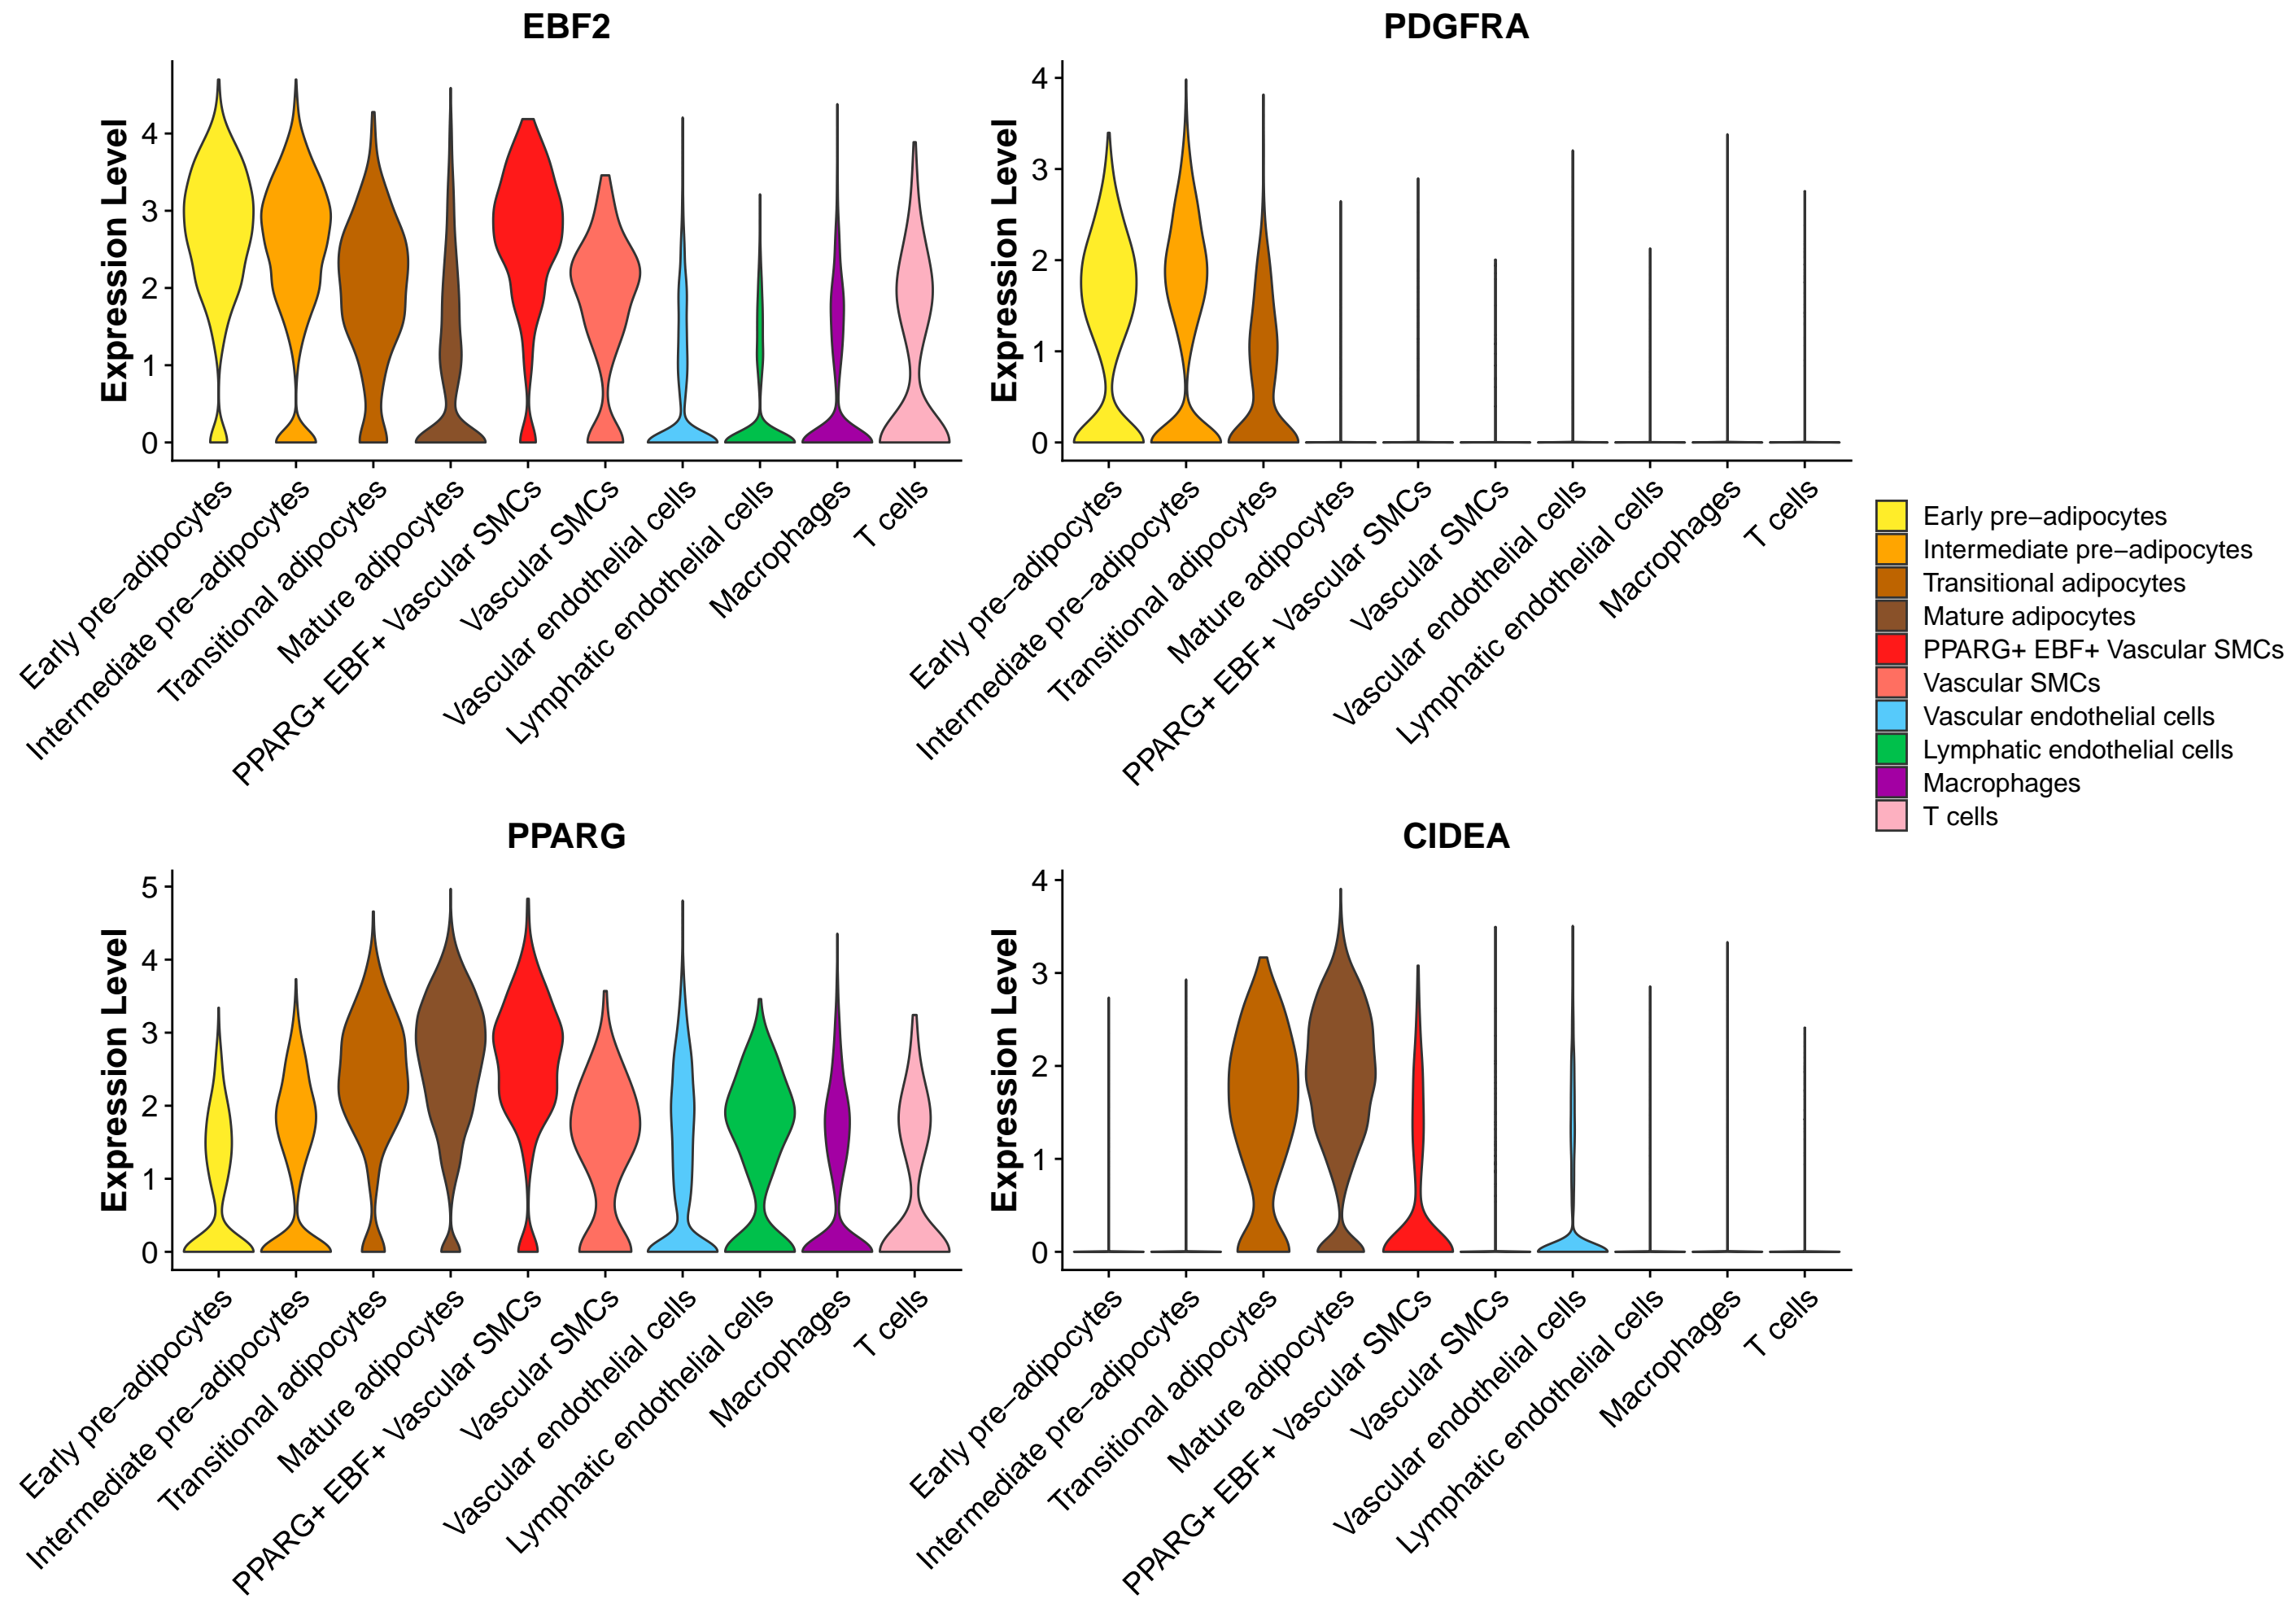 EBF2
Expression Level
4
3
2
1
0
Early pre−adipocytes
Intermediate pre−adipocytes
Transitional adipocytes
Mature adipocytes
PPARG+ EBF+ Vascular SMCs
Vascular SMCs
Vascular endothelial cells
Lymphatic endothelial cells
Macrophages
T cells
PDGFRA
Expression Level
4
3
2
1
0
Early pre−adipocytes
Intermediate pre−adipocytes
Transitional adipocytes
Mature adipocytes
PPARG+ EBF+ Vascular SMCs
Vascular SMCs
Vascular endothelial cells
Lymphatic endothelial cells
Macrophages
T cells
Early pre−adipocytes
Intermediate pre−adipocytes
Transitional adipocytes
Mature adipocytes
PPARG+ EBF+ Vascular SMCs
Vascular SMCs
Vascular endothelial cells
Lymphatic endothelial cells
Macrophages
T cells
PPARG
Expression Level
5
4
3
2
1
0
Early pre−adipocytes
Intermediate pre−adipocytes
Transitional adipocytes
Mature adipocytes
PPARG+ EBF+ Vascular SMCs
Vascular SMCs
Vascular endothelial cells
Lymphatic endothelial cells
Macrophages
T cells
CIDEA
Expression Level
4
3
2
1
0
Early pre−adipocytes
Intermediate pre−adipocytes
Transitional adipocytes
Mature adipocytes
PPARG+ EBF+ Vascular SMCs
Vascular SMCs
Vascular endothelial cells
Lymphatic endothelial cells
Macrophages
T cells